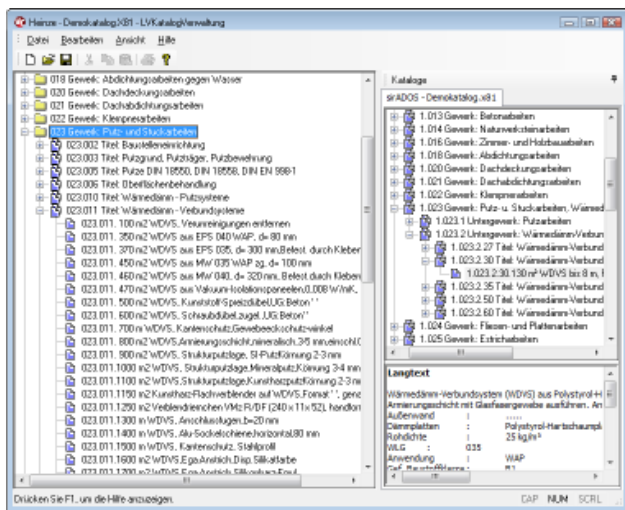 Heinze - Demokatalog.X81 - LVKatalogVerwaltung
Datei Bearbeiten Ansicht Hilfe
018 Gewerk: Abdichtungsarbeiten gegen Wasser
020 Gewerk: Dachdeckungsarbeiten
021 Gewerk: Dachabdichtungsarbeiten
022 Gewerk: Klempnerarbeiten
023 Gewerk: Putz- und Stuckarbeiten
023.002 Titel: Baustelleneinrichtung
023.003 Titel: Putzgrund, Putzträger, Putzbewehrung
023.005 Titel: Putze DIN 18550, DIN 18558, DIN EN 998-1
023.006 Titel: Oberflächenbehandlung
023.010 Titel: Wärmedämm - Putzsysteme
023.011 Titel: Wärmedämm - Verbundsysteme
023.011. 100 m2 WDVS, Verunreinigungen entfernen
023.011. 350 m2 WDVS aus EPS 040 WAP, d= 80 mm
023.011. 370 m2 WDVS aus EPS 035, d= 300 mm,Befest. durch Kleben
023.011. 450 m2 WDVS aus MW 035 WAP zg, d= 100 mm
023.011. 460 m2 WDVS aus MW 040, d= 320 mm, Befest. durch Kleben
023.011. 470 m2 WDVS aus Vakuum-Isolationspaneelen,0.008 W/mK,
023.011. 500 m2 WDVS, Kunststoff-Spreizdübel,UG:Beton' '
023.011. 600 m2 WDVS, Schraubdübel,zugel.,UG:Beton' '
023.011. 700 m WDVS, Kantenschutz,Gewebeeckschutzwinkel
023.011. 800 m2 WDVS,Armierungsschicht,mineralisch,3-5 mm,einschl.G
023.011. 900 m2 WDVS, Strukturputzlage, SI-Putz,Körnung 2-3 mm
023.011.1000 m2 WDVS, Strukturputzlage,Mineralputz,Körnung 3-4 mm
023.011.1100 m2 WDVS, Strukturputzlage,Kunstharzputz,Körnung 2-3 m
023.011.1150 m2 Kunstharz-Flachverblender auf WDVS,Format ' ', gena
023.011.1250 m2 Verblendriemchen VMz R/DF (240 x 11 x 52), handfor
023.011.1300 m WDVS, Anschlussfugen,b=20 mm
023.011.1400 m WDVS, Alu-Sockelschiene,horizontal,80 mm
023.011.1500 m WDVS, Kantenschutz, Stahlprofil
023.011.1600 m2 WDVS,Ega.Anstrich,Disp.Silikatfarbe
Drücken Sie F1, um die Hilfe anzuzeigen.
Kataloge
sirADOS - Demokatalog.x81
1.013 Gewerk: Betonarbeiten
1.014 Gewerk: Naturwerksteinarbeiten
1.016 Gewerk: Zimmer- und Holzbauarbeiten
1.018 Gewerk: Abdichtungsarbeiten
1.020 Gewerk: Dachdeckungsarbeiten
1.021 Gewerk: Dachabdichtungsarbeiten
1.022 Gewerk: Klempnerarbeiten
1.023 Gewerk: Putz- u. Stuckarbeiten, Wärmed
1.023.1 Untergewerk: Putzarbeiten
1.023.2 Untergewerk: Wärmedämm-Verbun
1.023.2.27 Titel: Wärmedämm-Verbund
1.023.2.30 Titel: Wärmedämm-Verbund
1.023.2.30.130 m² WDVS bis 8 m, I
1.023.2.35 Titel: Wärmedämm-Verbund
1.023.2.50 Titel: Wärmedämm-Verbund
1.023.2.60 Titel: Wärmedämm-Verbund
1.024 Gewerk: Fliesen- und Plattenarbeiten
1.025 Gewerk: Estricharbeiten
Langtext
Wärmedämm-Verbundsystem (WDVS) aus Polystyrol-H
Armierungsschicht mit Glasfasergewebe ausführen. An
Außenwand : .....
Dämmplatten : Polystyrol-Hartschaumpl
Rohdichte : 25 kg/m³
WLG : 035
Anwendung : WAP
CAP NUM SCRL